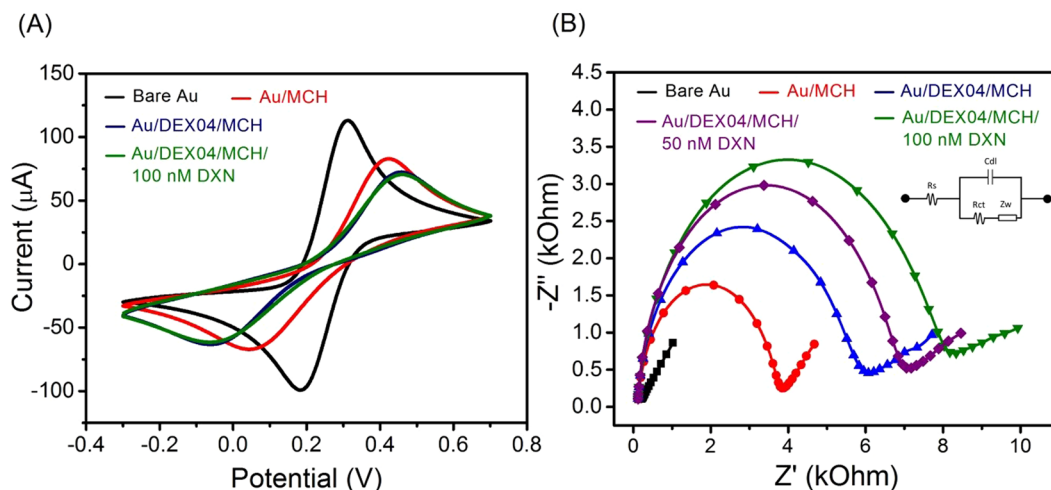 (A)
150
100
50
0
-50
-100
Current (μA)
Bare Au
Au/MCH
Au/DEX04/MCH
Au/DEX04/MCH/
100 nM DXN
-0.4 -0.2 0.0 0.2 0.4 0.6 0.8
Potential (V)
(B)
4.5
4.0
3.5
3.0
2.5
2.0
1.5
1.0
0.5
0.0
-Z" (kOhm)
Bare Au
Au/MCH
Au/DEX04/MCH
Au/DEX04/MCH/
50 nM DXN
Au/DEX04/MCH/
100 nM DXN
Cdl
Rs
Rct Zw
0 2 4 6 8 10
Z' (kOhm)